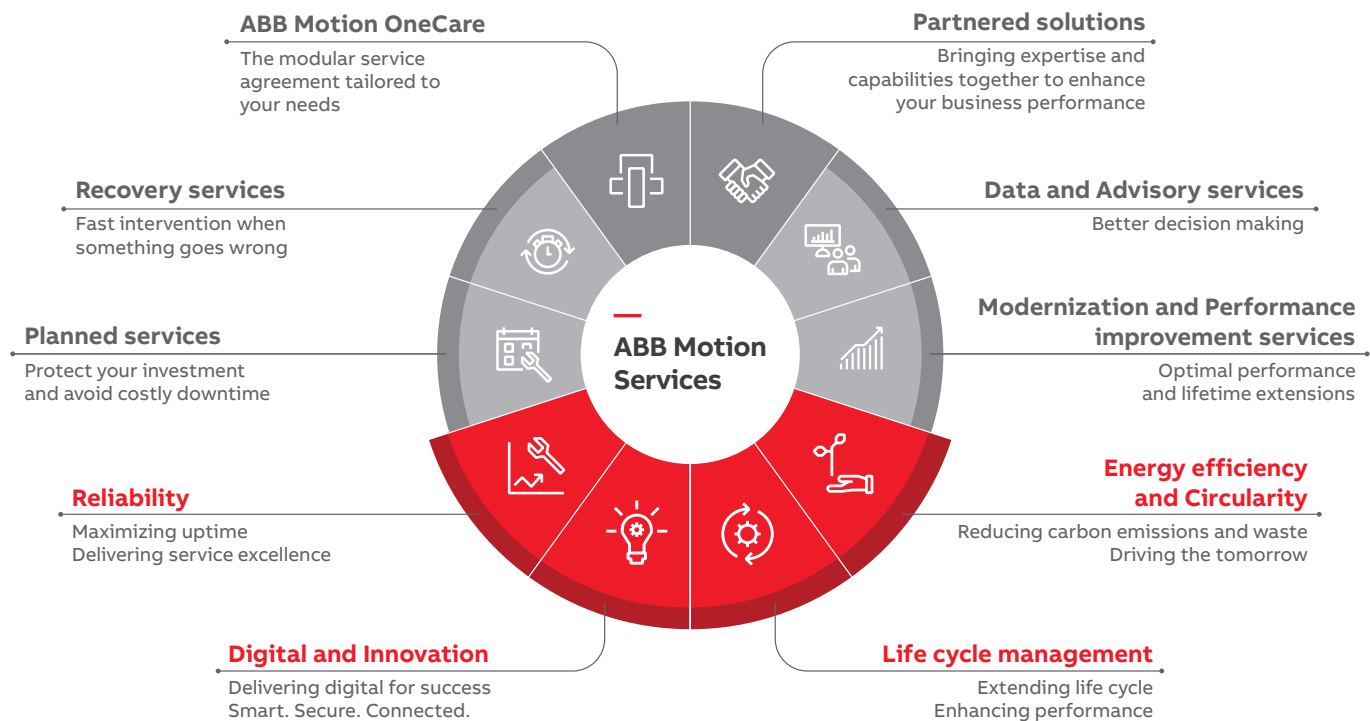 ABB Motion OneCare
The modular service
agreement tailored to
your needs
Partnered solutions
Bringing expertise and
capabilities together to enhance
your business performance
Recovery services
Fast intervention when
something goes wrong
Data and Advisory services
Better decision making
Planned services
Protect your investment
and avoid costly downtime
ABB Motion
Services
Modernization and Performance
improvement services
Optimal performance
and lifetime extensions
Reliability
Maximizing uptime
Delivering service excellence
Energy efficiency
and Circularity
Reducing carbon emissions and waste
Driving the tomorrow
Digital and Innovation
Delivering digital for success
Smart. Secure. Connected.
Life cycle management
Extending life cycle
Enhancing performance